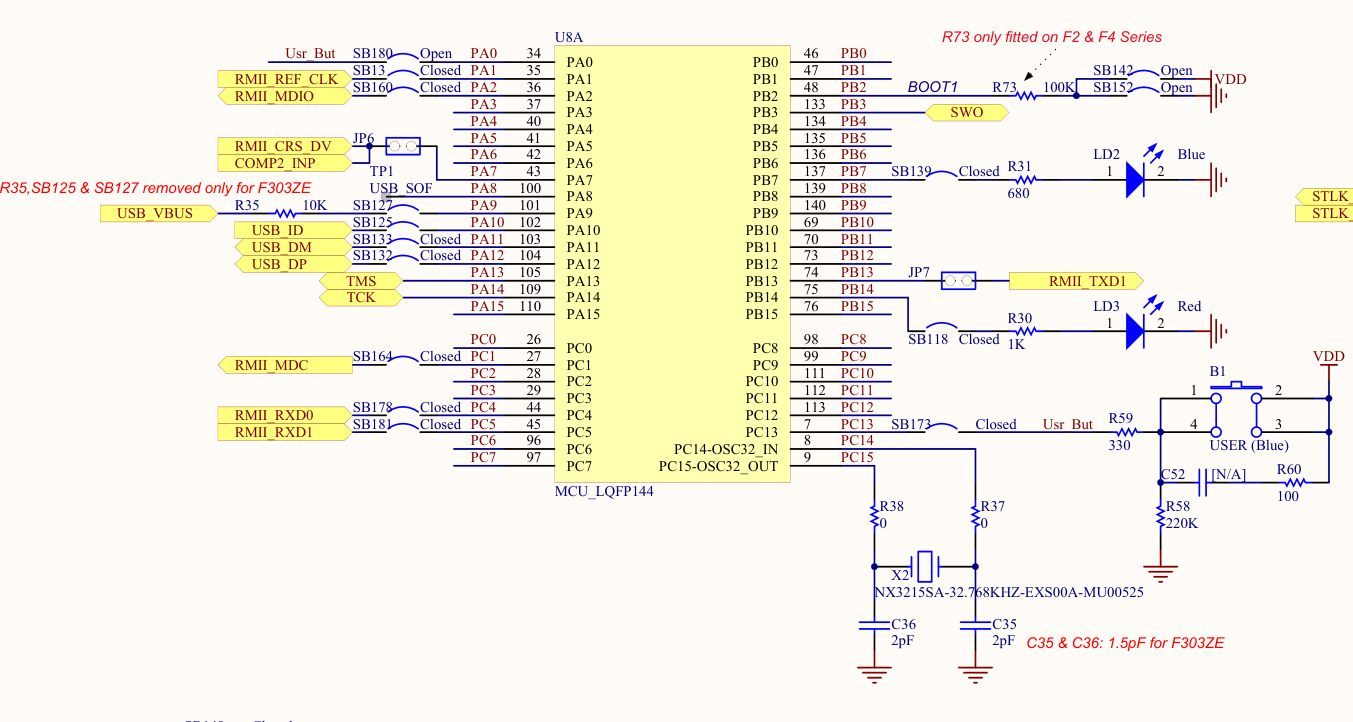 R73 only fitted on F2 & F4 Series
U8A
Usr_But SB180 Open PA0 34 PA0 PB0 46 PB0
RMII_REF_CLK SB13 Closed PA1 35 PA1 PB1 47 PB1 SB142 Open VDD
RMII_MDIO SB160 Closed PA2 36 PA2 PB2 48 PB2 BOOT1 R73 100K SB152 Open
PA3 37 PA3 PB3 133 PB3 SWO
PA4 40 PA4 PB4 134 PB4
RMII_CRS_DV JP6 PA5 41 PA5 PB5 135 PB5
COMP2_INP PA6 42 PA6 PB6 136 PB6 LD2 Blue
TP1 PA7 43 PA7 PB7 137 PB7 SB139 Closed R31 680 1 2
R35,SB125 & SB127 removed only for F303ZE USB_SOF PA8 100 PA8 PB8 139 PB8 STLK_
USB_VBUS R35 10K SB127 PA9 101 PA9 PB9 140 PB9 STLK_
USB_ID SB125 PA10 102 PA10 PB10 69 PB10
USB_DM SB133 Closed PA11 103 PA11 PB11 70 PB11
USB_DP SB132 Closed PA12 104 PA12 PB12 73 PB12
TMS PA13 105 PA13 PB13 74 PB13 JP7 RMII_TXD1
TCK PA14 109 PA14 PB14 75 PB14
PA15 110 PA15 PB15 76 PB15 LD3 Red
SB118 Closed R30 1K 1 2
PC0 26 PC0 PC8 98 PC8
RMII_MDC SB164 Closed PC1 27 PC1 PC9 99 PC9 VDD
PC2 28 PC2 PC10 111 PC10 B1
PC3 29 PC3 PC11 112 PC11 1 2
RMII_RXD0 SB178 Closed PC4 44 PC4 PC12 113 PC12
RMII_RXD1 SB181 Closed PC5 45 PC5 PC13 7 PC13 SB173 Closed Usr_But R59 330 4 3
PC6 96 PC6 PC14-OSC32_IN 8 PC14 USER (Blue)
PC7 97 PC7 PC15-OSC32_OUT 9 PC15
MCU_LQFP144 C52 [N/A] R60
100
R38 R37 R58
0 0 220K
X2
NX3215SA-32.768KHZ-EXS00A-MU00525
C36 C35
2pF 2pF C35 & C36: 1.5pF for F303ZE